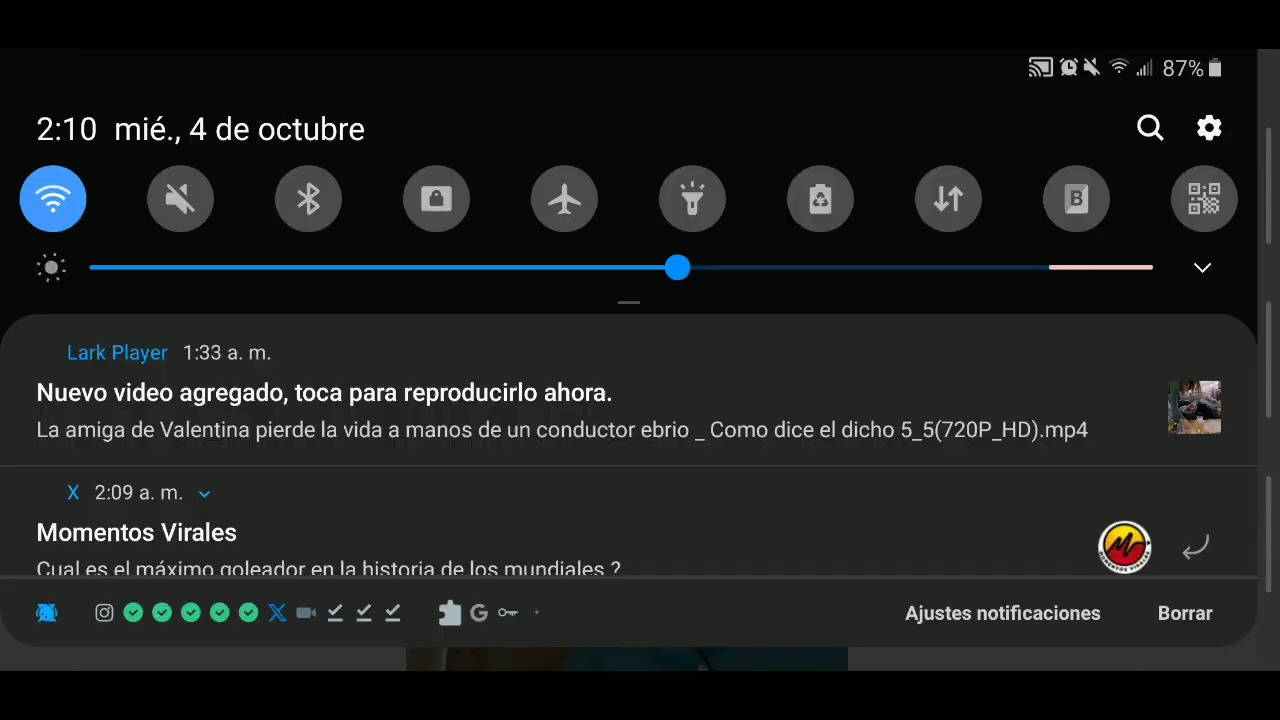 87%
2:10 mié., 4 de octubre
B
Lark Player 1:33 a. m.
Nuevo video agregado, toca para reproducirlo ahora.
La amiga de Valentina pierde la vida a manos de un conductor ebrio _ Como dice el dicho 5_5(720P_HD).mp4
X 2:09 a. m.
Momentos Virales
Cual es el máximo goleador en la historia de los mundiales ?
Ajustes notificaciones Borrar